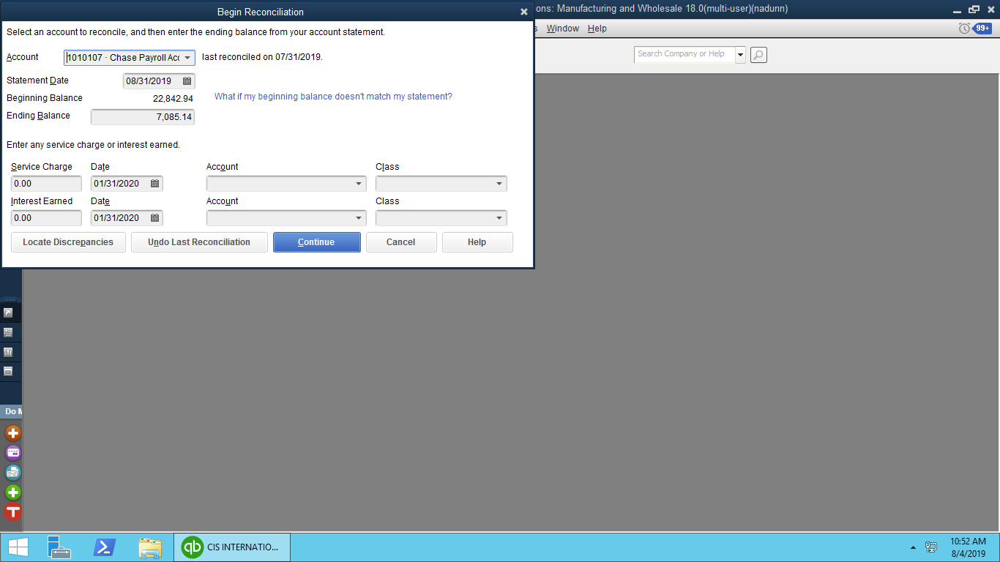 Begin Reconciliation
ons: Manufacturing and Wholesale 18.0(multi-user)(nadunn)
Select an account to reconcile, and then enter the ending balance from your account statement.
s Window Help
99+
Account 1010107 · Chase Payroll Acc last reconciled on 07/31/2019.
Search Company or Help
Statement Date 08/31/2019
Beginning Balance 22,842.94 What if my beginning balance doesn't match my statement?
Ending Balance 7,085.14
Enter any service charge or interest earned.
Service Charge Date Account Class
0.00 01/31/2020
Interest Earned Date Account Class
0.00 01/31/2020
Locate Discrepancies Undo Last Reconciliation Continue Cancel Help
Do M
qb CIS INTERNATIO...
10:52 AM
8/4/2019